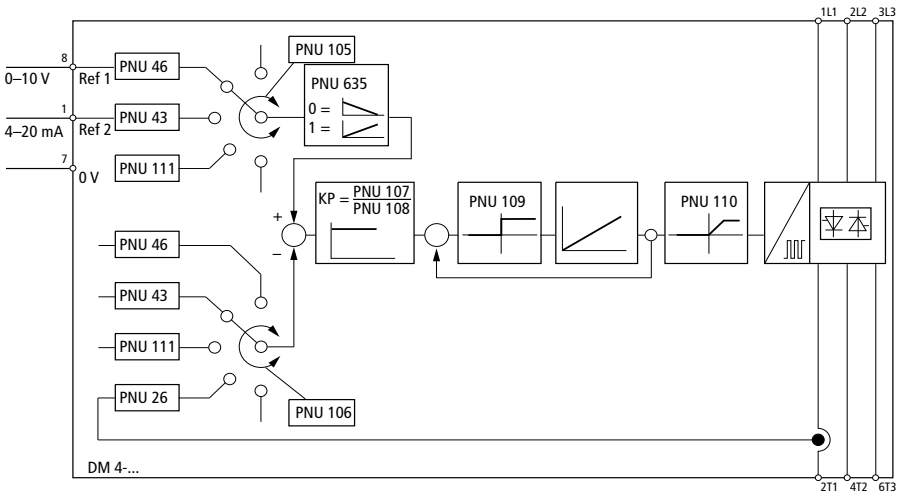 1L1 2L2 3L3
8
0–10 V
Ref 1
PNU 46
PNU 105
PNU 635
0 =
1 =
1
4–20 mA
Ref 2
PNU 43
7
0 V
PNU 111
+
–
KP = PNU 107
PNU 108
PNU 109
PNU 110
PNU 46
PNU 43
PNU 111
PNU 26
PNU 106
DM 4-...
2T1 4T2 6T3